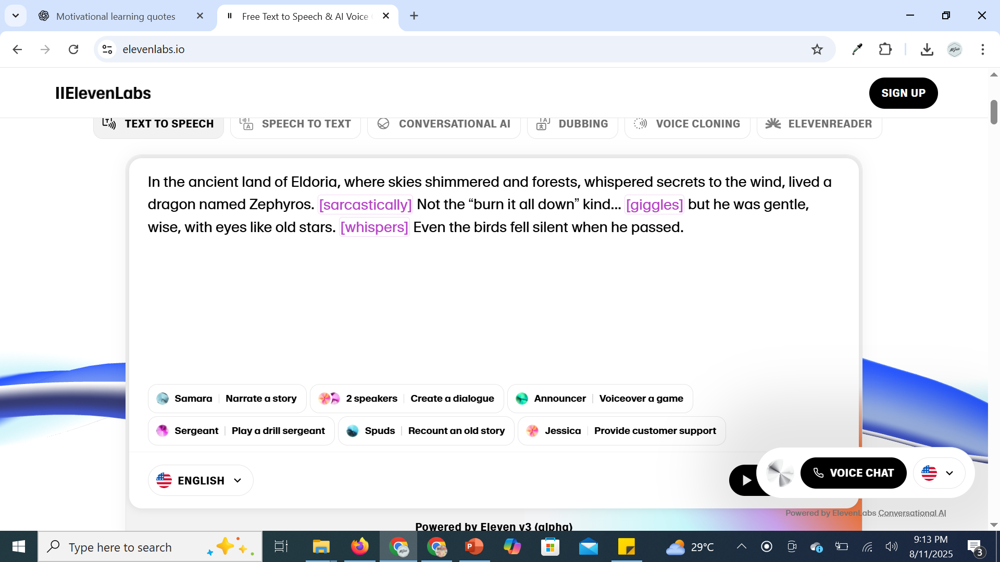 Motivational learning quotes
Free Text to Speech & AI Voice
elevenlabs.io
IIElevenLabs
SIGN UP
TEXT TO SPEECH
SPEECH TO TEXT
CONVERSATIONAL AI
DUBBING
VOICE CLONING
ELEVENREADER
In the ancient land of Eldoria, where skies shimmered and forests, whispered secrets to the wind, lived a
dragon named Zephyros. [sarcastically] Not the “burn it all down” kind... [giggles] but he was gentle,
wise, with eyes like old stars. [whispers] Even the birds fell silent when he passed.
Samara | Narrate a story
2 speakers | Create a dialogue
Announcer | Voiceover a game
Sergeant | Play a drill sergeant
Spuds | Recount an old story
Jessica | Provide customer support
ENGLISH
VOICE CHAT
Powered by ElevenLabs Conversational AI
Powered by Eleven v3 (alpha)
Type here to search
29°C
9:13 PM
8/11/2025
3